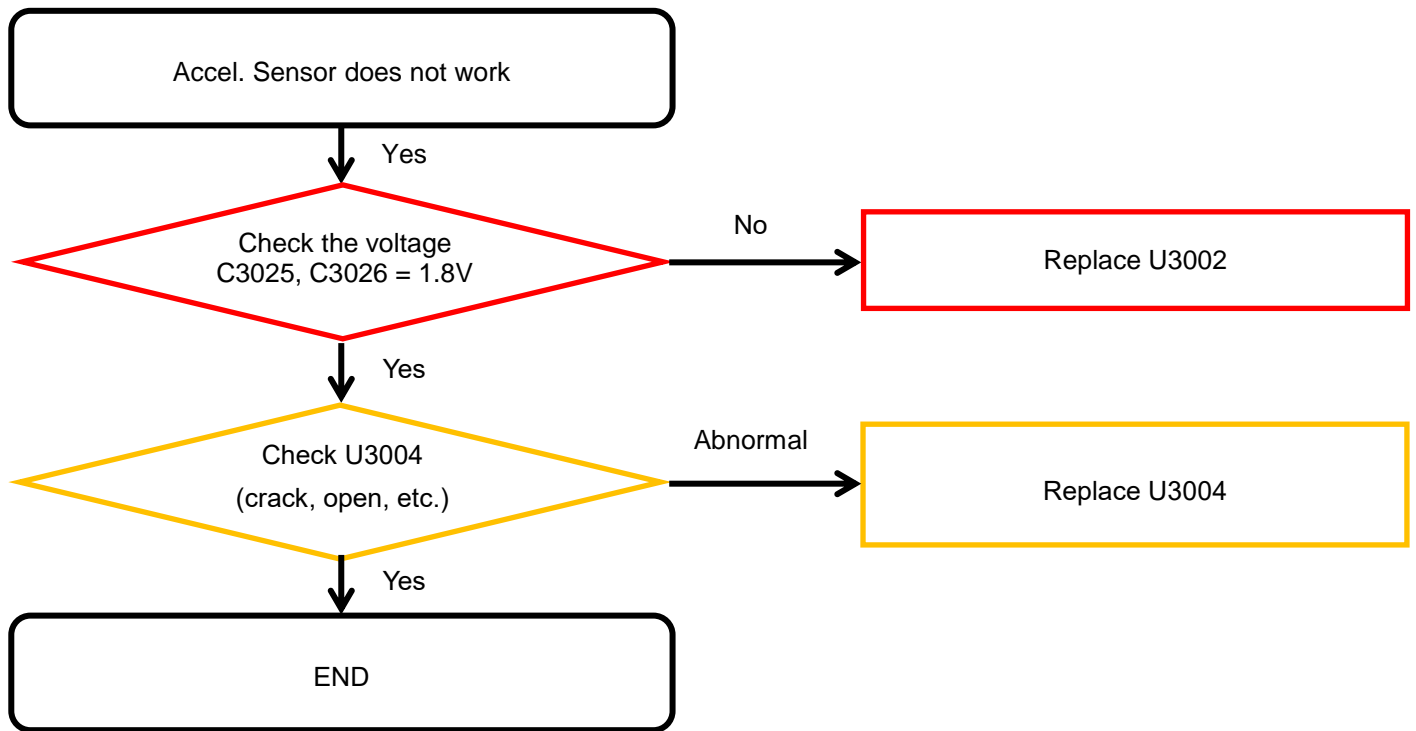 Accel. Sensor does not work
Yes
Check the voltage
C3025, C3026 = 1.8V
No
Replace U3002
Yes
Check U3004
(crack, open, etc.)
Abnormal
Replace U3004
Yes
END